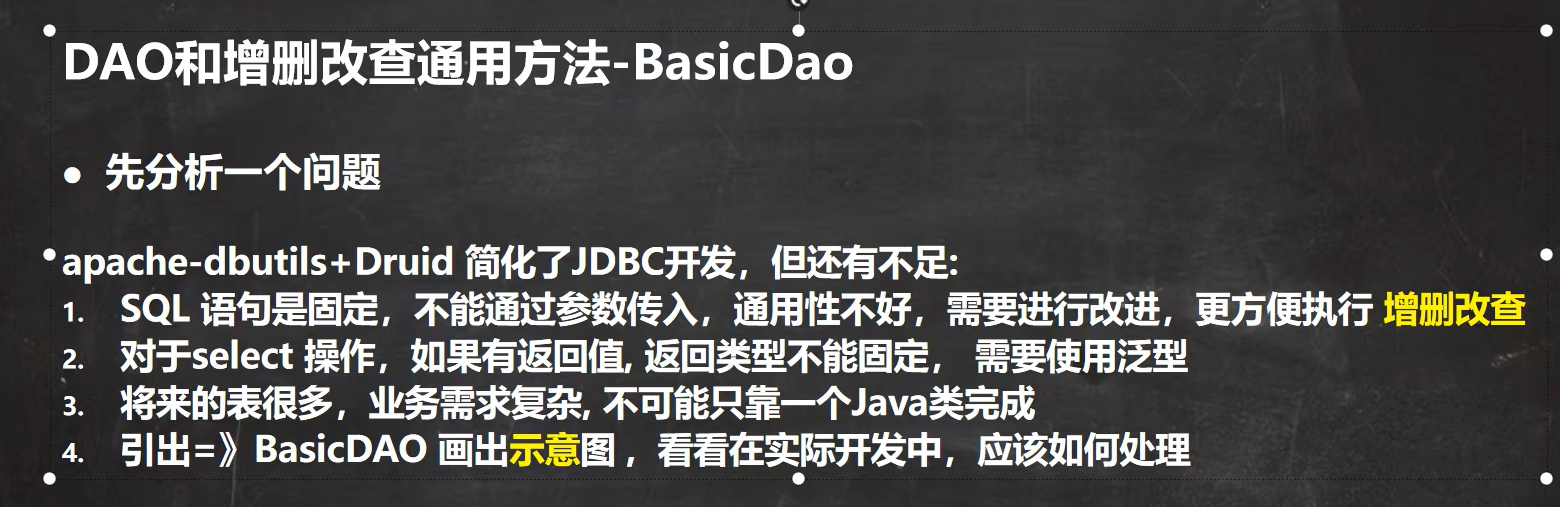 DAO和增删改查通用方法-BasicDao
● 先分析一个问题
apache-dbutils+Druid 简化了JDBC开发，但还有不足:
1. SQL 语句是固定，不能通过参数传入，通用性不好，需要进行改进，更方便执行 增删改查
2. 对于select 操作，如果有返回值, 返回类型不能固定， 需要使用泛型
3. 将来的表很多，业务需求复杂, 不可能只靠一个Java类完成
4. 引出=》BasicDAO 画出示意图 ，看看在实际开发中，应该如何处理